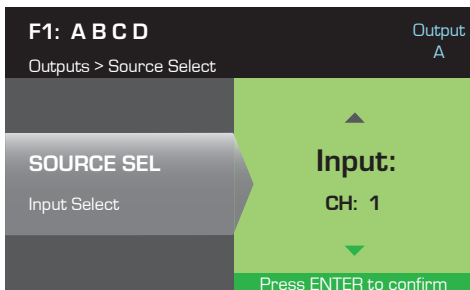 F1: A B C D
Output
A
Outputs > Source Select
SOURCE SEL
Input Select
Input:
CH: 1
Press ENTER to confirm